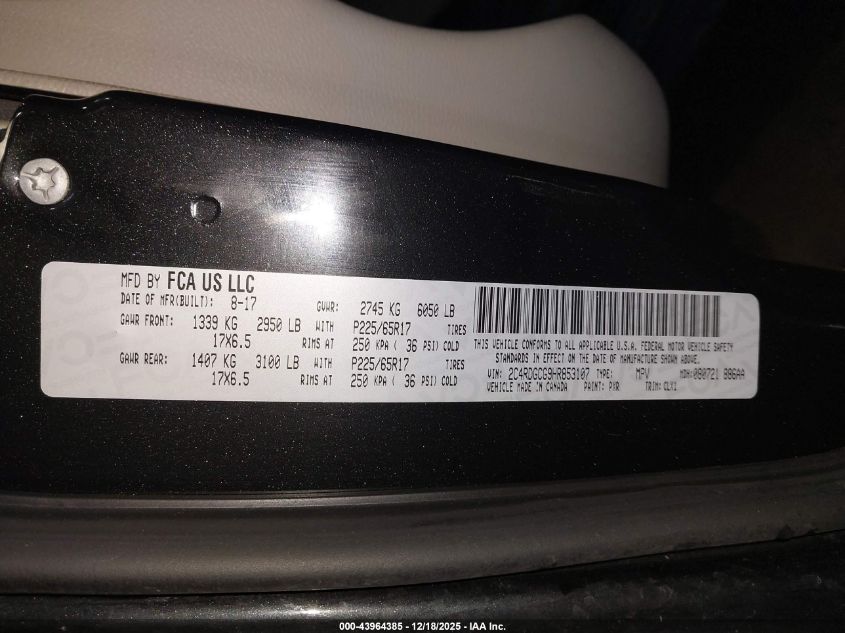 MFD BY FCA US LLC
DATE OF MFR(BUILT): 8-17 GVWR: 2745 KG 6050 LB
GAWR FRONT: 1339 KG 2950 LB WITH P225/65R17 TIRES
17X6.5 RIMS AT 250 KPA ( 36 PSI) COLD
GAWR REAR: 1407 KG 3100 LB WITH P225/65R17 TIRES
17X6.5 RIMS AT 250 KPA ( 36 PSI) COLD
THIS VEHICLE CONFORMS TO ALL APPLICABLE U.S.A. FEDERAL MOTOR VEHICLE SAFETY
STANDARDS IN EFFECT ON THE DATE OF MANUFACTURE SHOWN ABOVE.
VIN: 2C4RDGCG9HR853107 TYPE: MPV MDH: 080721 886AA
VEHICLE MADE IN CANADA PAINT: PXR TRIM: CLX1
000-43964385 - 12/18/2025 - IAA Inc.